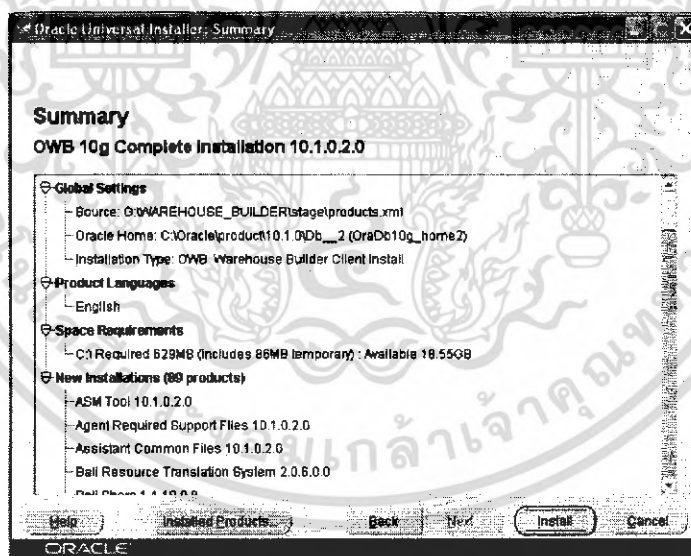 Oracle Universal Installer: Summary
Summary
OWB 10g Complete Installation 10.1.0.2.0
Global Settings
Source: G:\WAREHOUSE_BUILDER\stage\products.xml
Oracle Home: C:\Oracle\product\10.1.0\Db__2 (OraDb10g_home2)
Installation Type: OWB Warehouse Builder Client Install
Product Languages
English
Space Requirements
C:\ Required 629MB (includes 86MB temporary) : Available 18.55GB
New Installations (89 products)
ASM Tool 10.1.0.2.0
Agent Required Support Files 10.1.0.2.0
Assistant Common Files 10.1.0.2.0
Bali Resource Translation System 2.0.6.0.0
Help Installed Products... Back Next Install Cancel
ORACLE